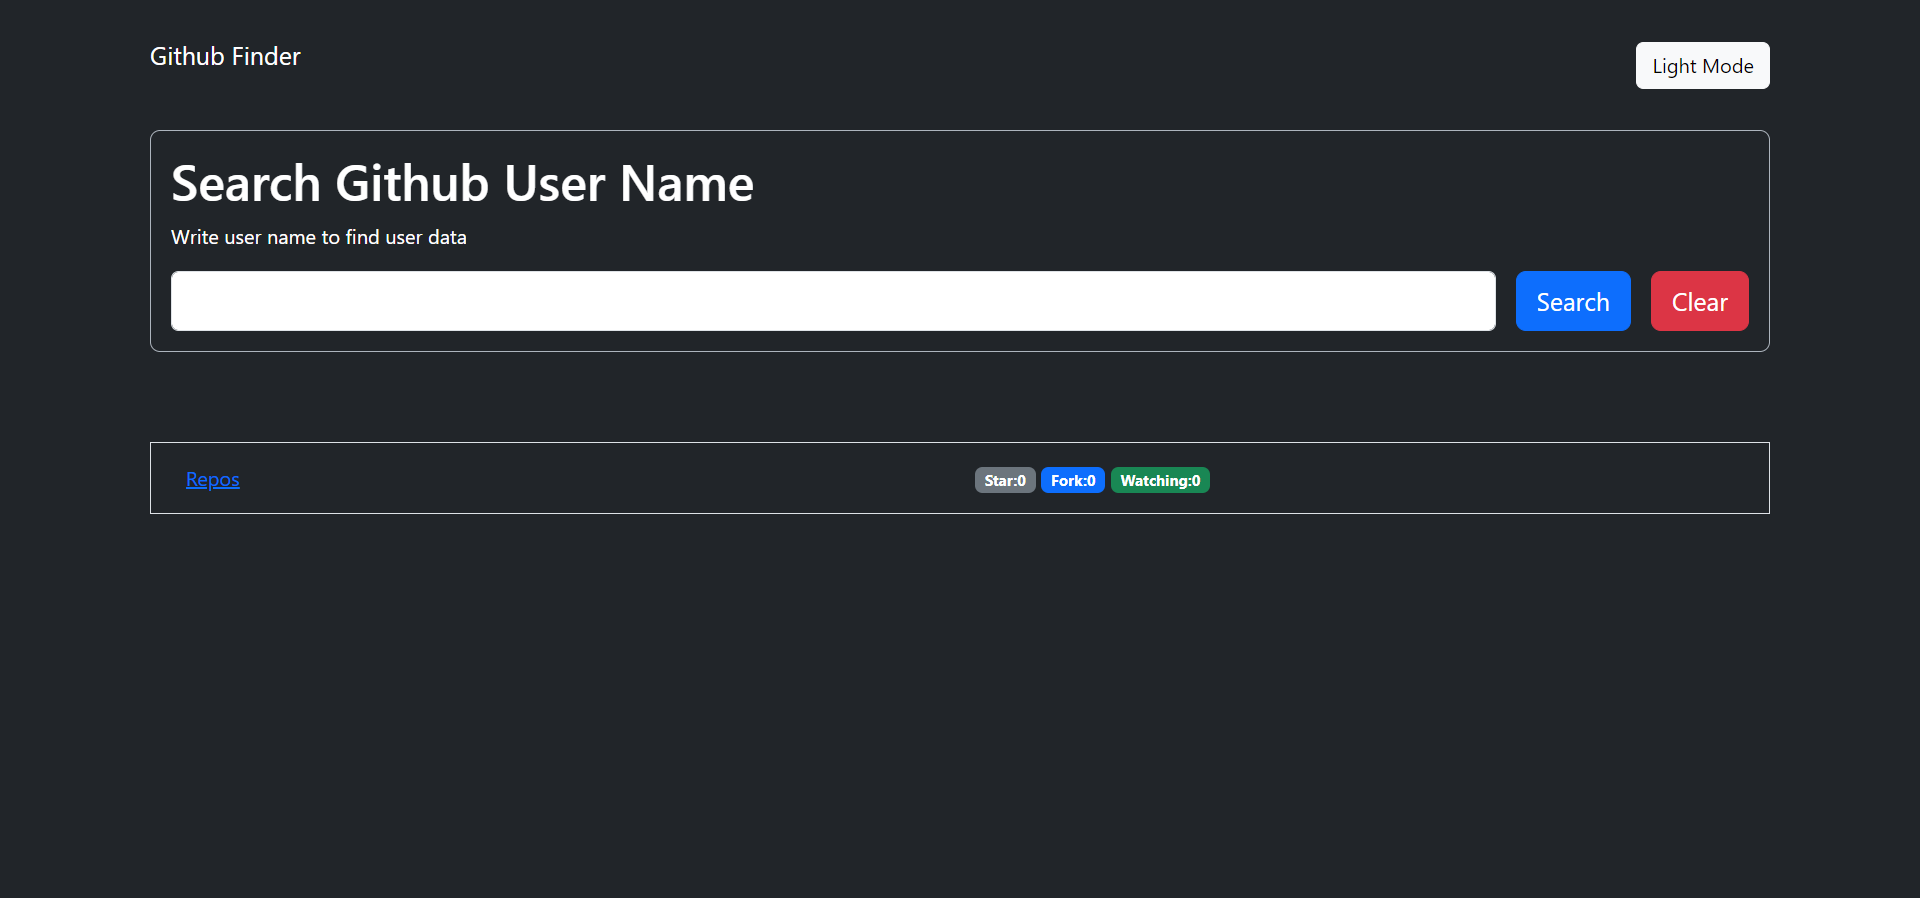 Github Finder
Light Mode
Search Github User Name
Write user name to find user data
Search
Clear
Repos
Star:0 Fork:0 Watching:0